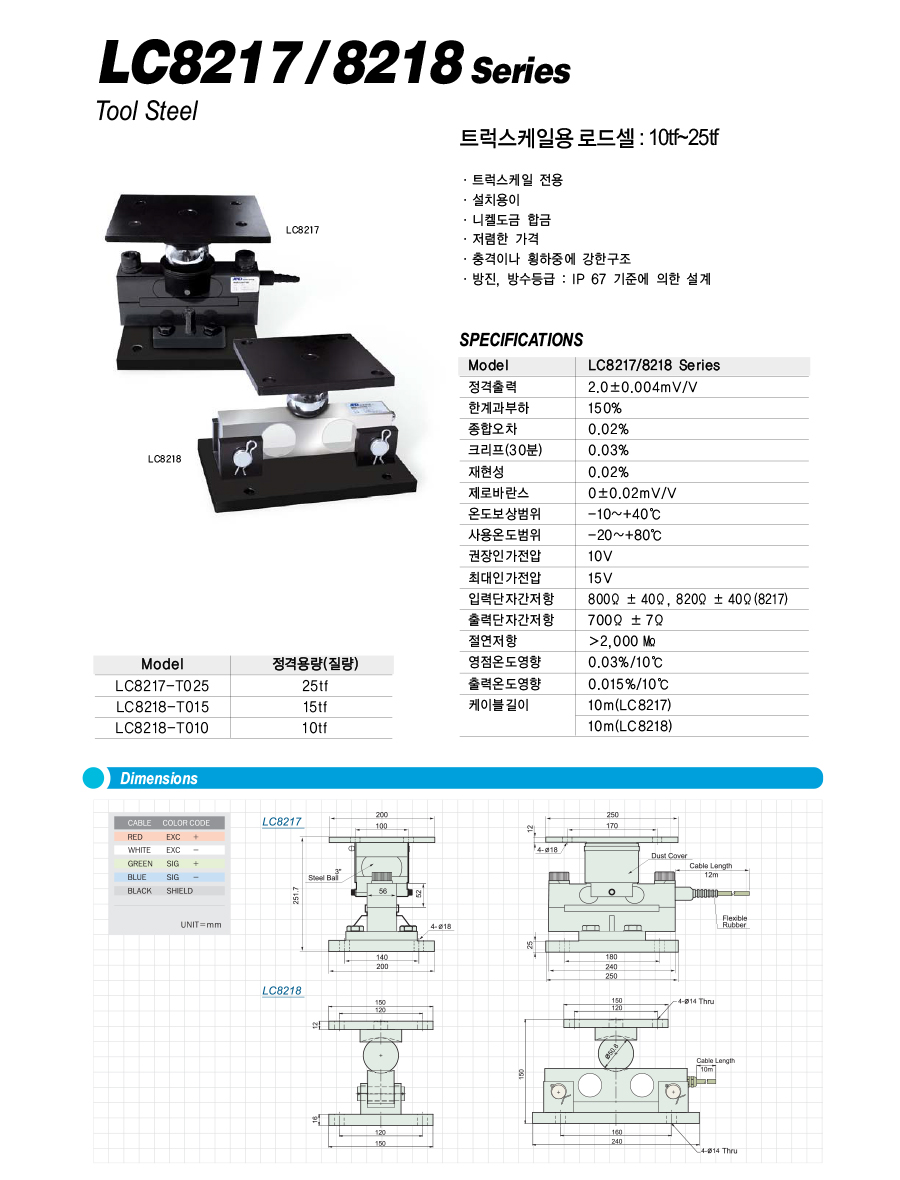 LC8217/8218 Series
Tool Steel
트럭스케일용 로드셀 : 10tf~25tf
· 트럭스케일 전용
· 설치용이
· 니켈도금 합금
· 저렴한 가격
· 충격이나 횡하중에 강한구조
· 방진, 방수등급 : IP 67 기준에 의한 설계
LC8217
LC8218
SPECIFICATIONS
Model LC8217/8218 Series
정격출력 2.0±0.004mV/V
한계과부하 150%
종합오차 0.02%
크리프(30분) 0.03%
재현성 0.02%
제로바란스 0±0.02mV/V
온도보상범위 -10~+40℃
사용온도범위 -20~+80℃
권장인가전압 10V
최대인가전압 15V
입력단자간저항 800Ω ± 40Ω, 820Ω ± 40Ω(8217)
출력단자간저항 700Ω ± 7Ω
절연저항 >2,000 MΩ
영점온도영향 0.03%/10℃
출력온도영향 0.015%/10℃
케이블길이 10m(LC8217)
10m(LC8218)
Model 정격용량(질량)
LC8217-T025 25tf
LC8218-T015 15tf
LC8218-T010 10tf
Dimensions
CABLE COLOR CODE
RED EXC +
WHITE EXC -
GREEN SIG +
BLUE SIG -
BLACK SHIELD
UNIT=mm
LC8217
200
100
251.7
Steel Ball
56
52
4-ø18
140
200
250
170
12
4-ø18
Dust Cover
Cable Length
12m
Flexible
Rubber
25
180
240
250
LC8218
150
120
12
16
120
150
150
120
4-ø14 Thru
150
ø50.8
Cable Length
10m
160
240
4-ø14 Thru